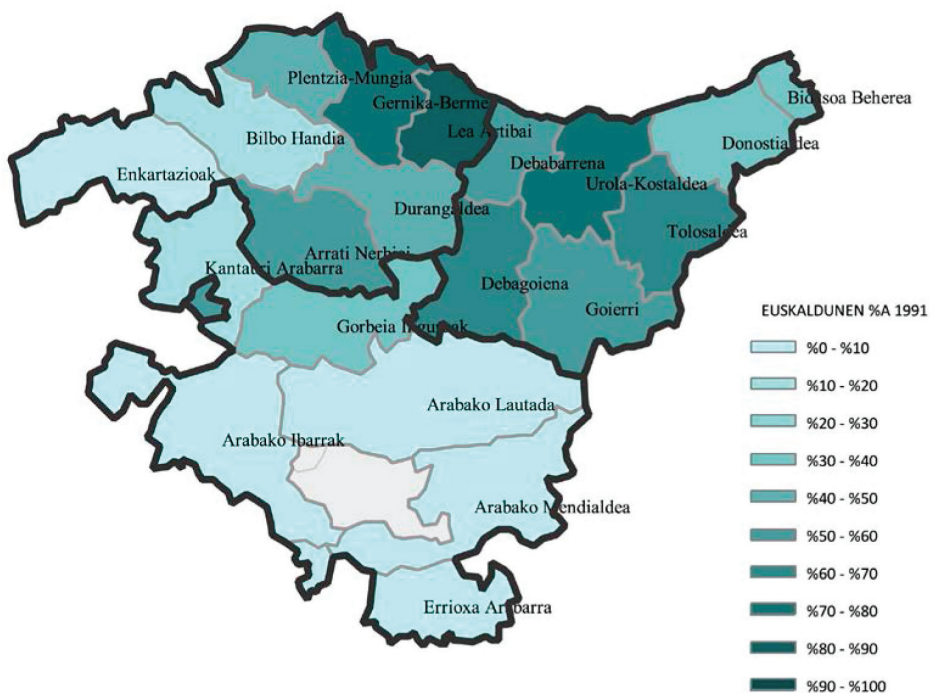 Plentzia-Mungia
Gernika-Berme
Bidasoa Beherea
Bilbo Handia
Lea Artibai
Donostialdea
Debabarrena
Enkartazioak
Urola-Kostaldea
Durangaldea
Tolosaldea
Arrati Nerbioi
Kantauri Arabarra
Debagoiena
Goierri
Gorbeia Inguruak
Arabako Lautada
Arabako Ibarrak
Arabako Mendialdea
Errioxa Arabarra
EUSKALDUNEN %A 1991
%0 - %10
%10 - %20
%20 - %30
%30 - %40
%40 - %50
%50 - %60
%60 - %70
%70 - %80
%80 - %90
%90 - %100